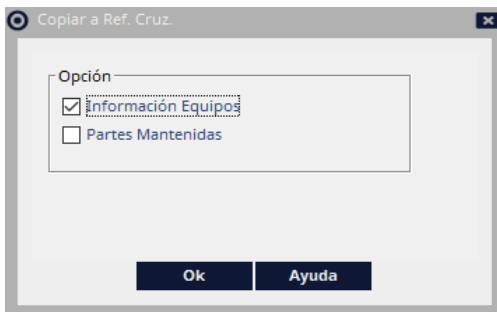 Copiar a Ref. Cruz.
Opción
Información Equipos
Partes Mantenidas
Ok Ayuda